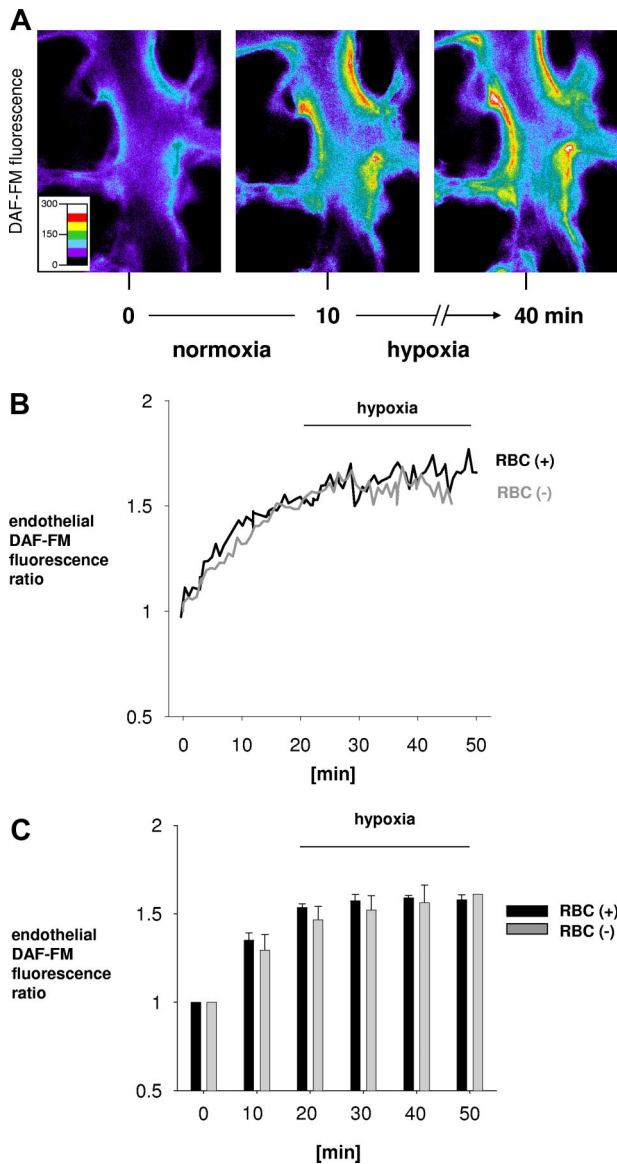 A
DAF-FM fluorescence
300
150
0
0
10
40 min
normoxia
hypoxia
B
2
hypoxia
RBC (+)
RBC (-)
1.5
endothelial
DAF-FM
fluorescence
ratio
1
0.5
0 10 20 30 40 50
[min]
C
2
hypoxia
1.5
RBC (+)
RBC (-)
endothelial
DAF-FM
fluorescence
ratio
1
0.5
0 10 20 30 40 50
[min]